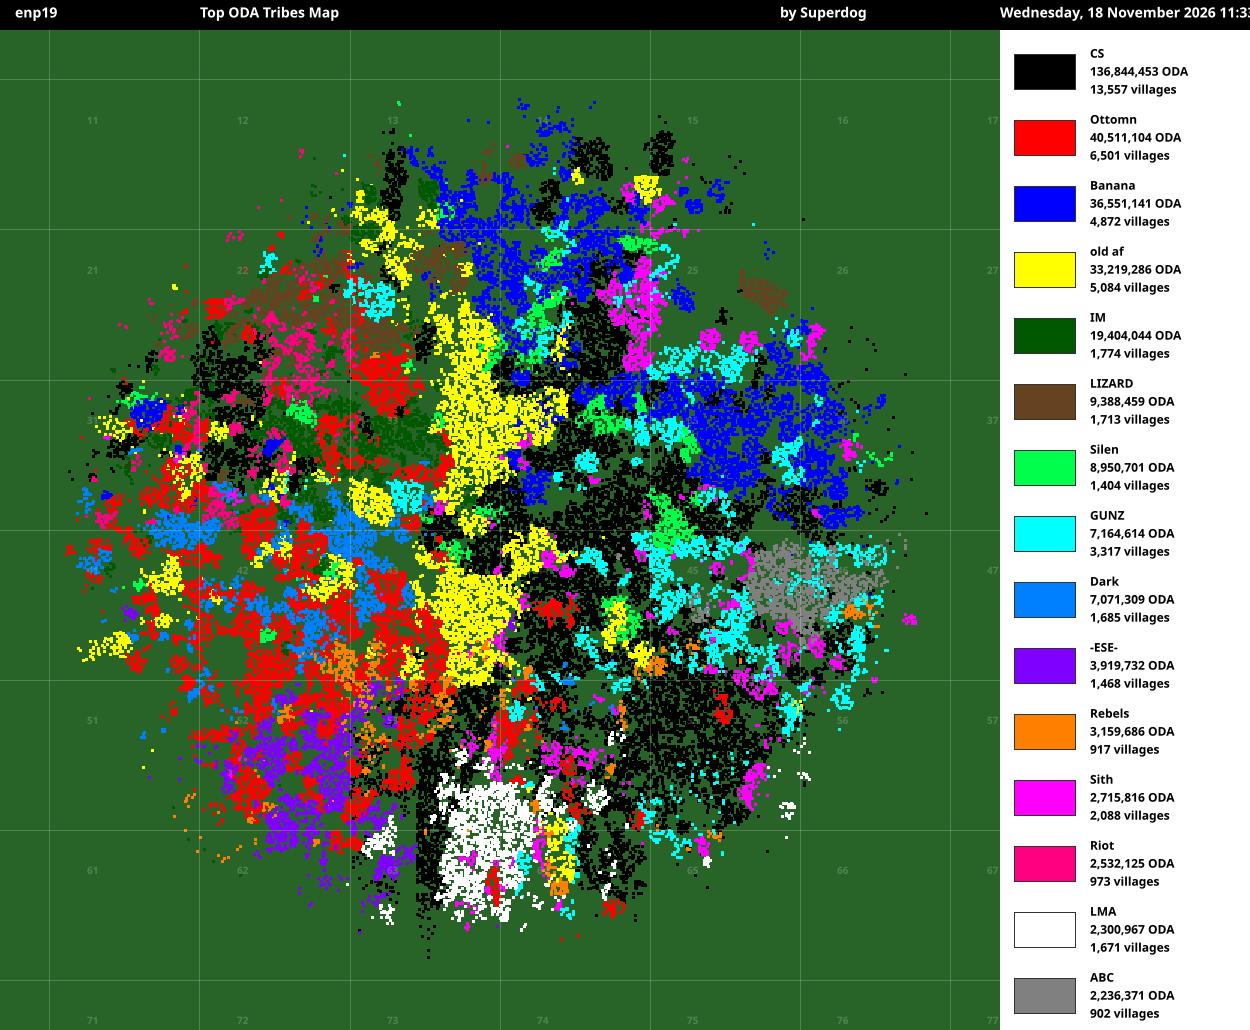 enp19 Top ODA Tribes Map by Superdog Wednesday, 18 November 2026 11:33
CS
136,844,453 ODA
13,557 villages
Ottomn
40,511,104 ODA
6,501 villages
Banana
36,551,141 ODA
4,872 villages
old af
33,219,286 ODA
5,084 villages
IM
19,404,044 ODA
1,774 villages
LIZARD
9,388,459 ODA
1,713 villages
Silen
8,950,701 ODA
1,404 villages
GUNZ
7,164,614 ODA
3,317 villages
Dark
7,071,309 ODA
1,685 villages
-ESE-
3,919,732 ODA
1,468 villages
Rebels
3,159,686 ODA
917 villages
Sith
2,715,816 ODA
2,088 villages
Riot
2,532,125 ODA
973 villages
LMA
2,300,967 ODA
1,671 villages
ABC
2,236,371 ODA
902 villages
11 12 13 15 16 17
21 22 25 26 27
37
42 45 47
51 52 53 55 56 57
61 62 65 66 67
71 72 73 74 75 76 77